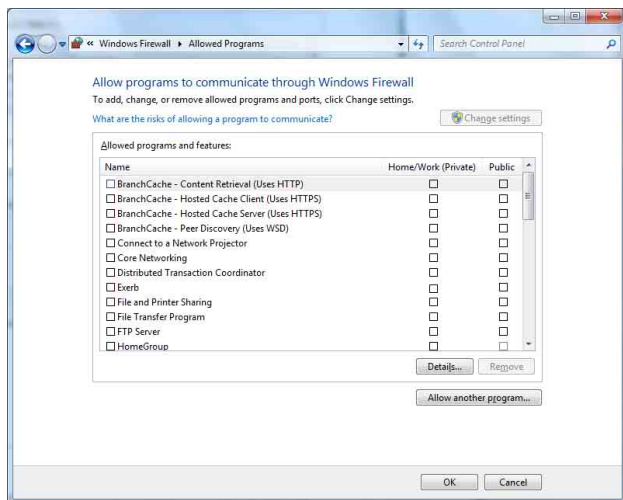 « Windows Firewall ▸ Allowed Programs
Search Control Panel
Allow programs to communicate through Windows Firewall
To add, change, or remove allowed programs and ports, click Change settings.
What are the risks of allowing a program to communicate?
Change settings
Allowed programs and features:
Name Home/Work (Private) Public
BranchCache - Content Retrieval (Uses HTTP)
BranchCache - Hosted Cache Client (Uses HTTPS)
BranchCache - Hosted Cache Server (Uses HTTPS)
BranchCache - Peer Discovery (Uses WSD)
Connect to a Network Projector
Core Networking
Distributed Transaction Coordinator
Exerb
File and Printer Sharing
File Transfer Program
FTP Server
HomeGroup
Details... Remove
Allow another program...
OK Cancel